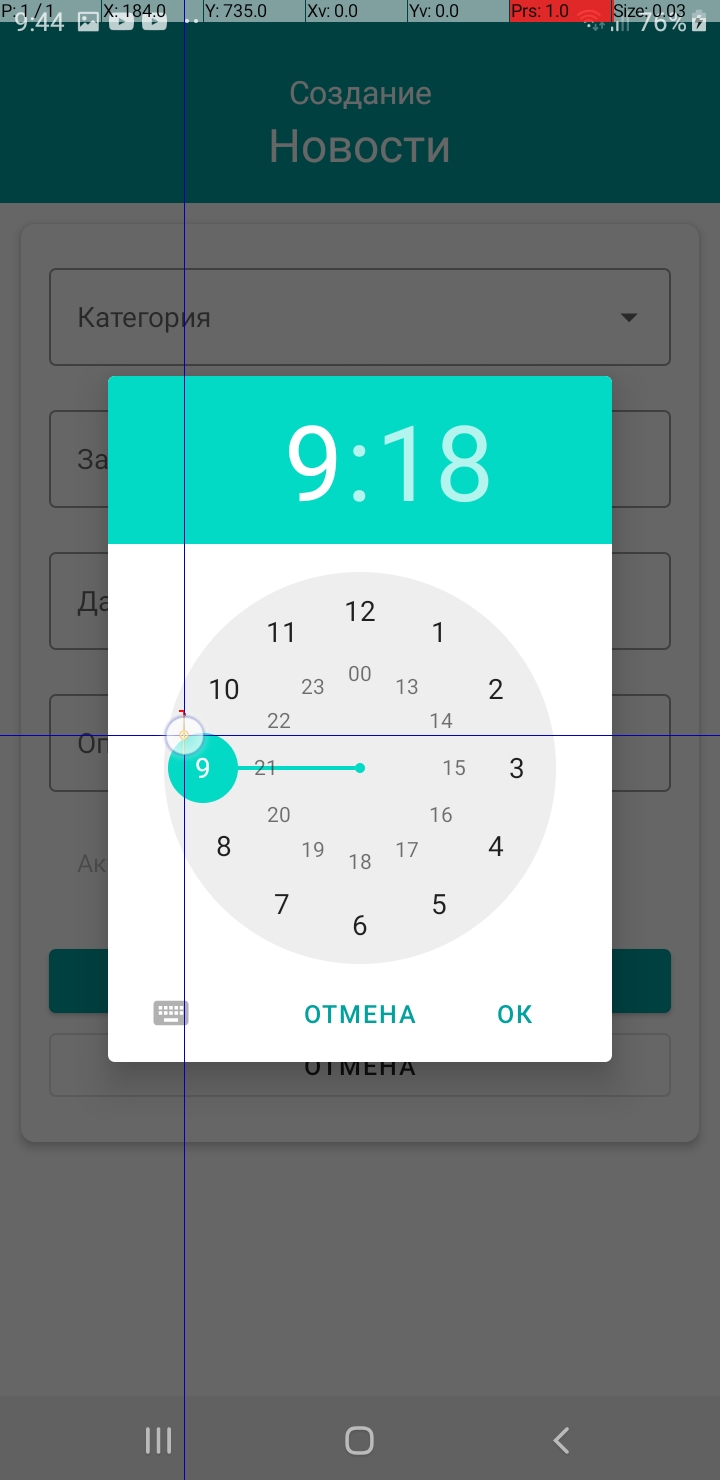 P: 1 / 1 X: 184.0 Y: 735.0 Xv: 0.0 Yv: 0.0 Prs: 1.0 Size: 0.03
9:44 76%
Создание
Новости
Категория
За
9:18
Да
12
11 1
00
10 23 13 2
22 14
Оп
9 21 15 3
20 16
8 19 17 4
18
Ак
7 5
6
ОТМЕНА ОК
ОТМЕНА